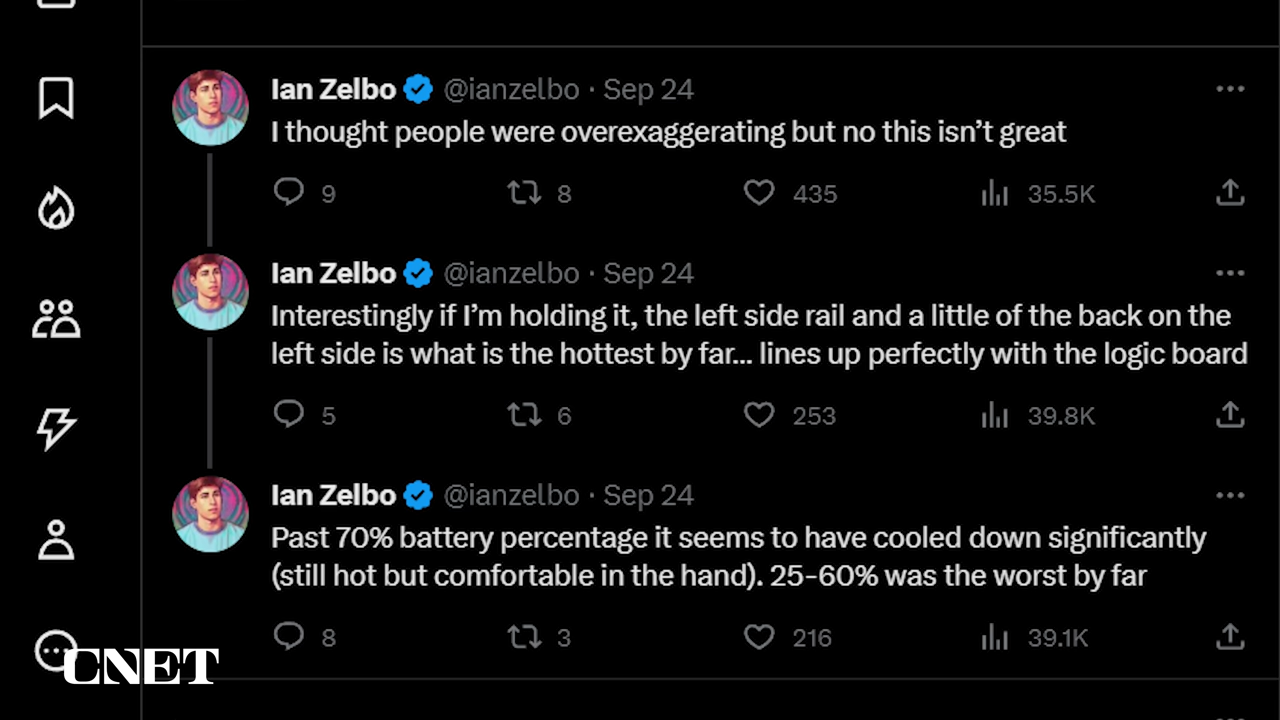 Ian Zelbo @ianzelbo · Sep 24
I thought people were overexaggerating but no this isn't great
9 8 435 35.5K
Ian Zelbo @ianzelbo · Sep 24
Interestingly if I'm holding it, the left side rail and a little of the back on the
left side is what is the hottest by far... lines up perfectly with the logic board
5 6 253 39.8K
Ian Zelbo @ianzelbo · Sep 24
Past 70% battery percentage it seems to have cooled down significantly
(still hot but comfortable in the hand). 25-60% was the worst by far
8 3 216 39.1K
CNET